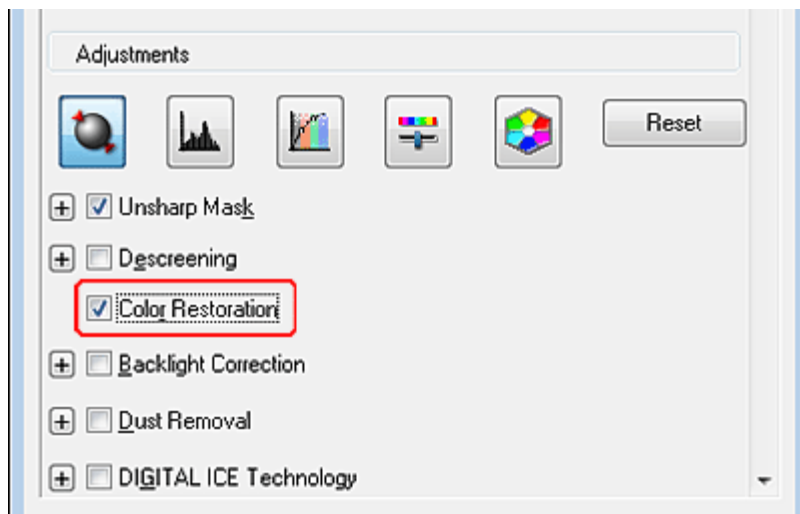 Adjustments
Reset
Unsharp Mask
Descreening
Color Restoration
Backlight Correction
Dust Removal
DIGITAL ICE Technology